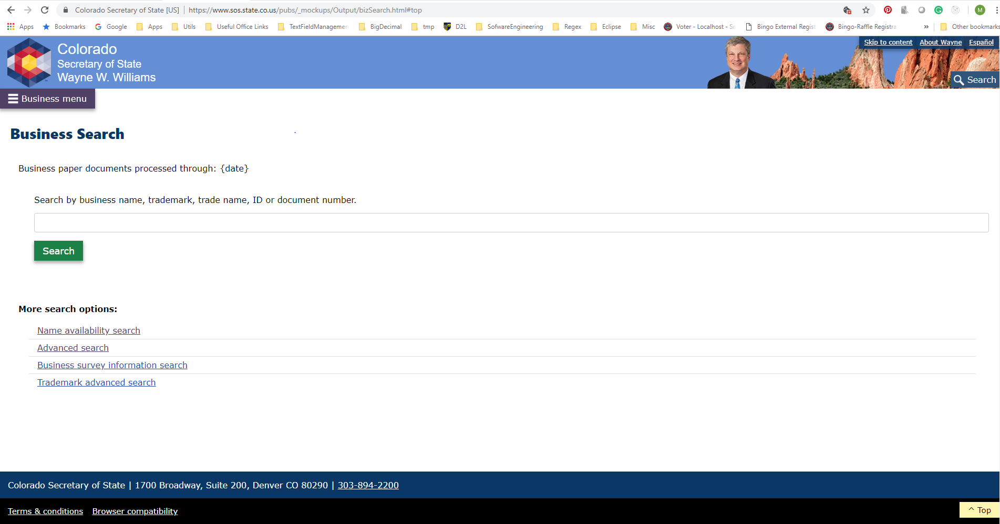 Colorado Secretary of State [US] | https://www.sos.state.co.us/pubs/_mockups/Output/bizSearch.html#top
M
Apps Bookmarks Google Apps Utils Useful Office Links TextFieldManagemen BigDecimal tmp D2L SofwareEngineering Regex Eclipse Misc Voter - Localhost - Se Bingo External Regist Bingo-Raffle Registra » Other bookmarks
Skip to content About Wayne Español
Colorado
Secretary of State
Wayne W. Williams
Search
Business menu
Business Search
Business paper documents processed through: {date}
Search by business name, trademark, trade name, ID or document number.
Search
More search options:
Name availability search
Advanced search
Business survey information search
Trademark advanced search
Colorado Secretary of State | 1700 Broadway, Suite 200, Denver CO 80290 | 303-894-2200
Terms & conditions Browser compatibility
^ Top